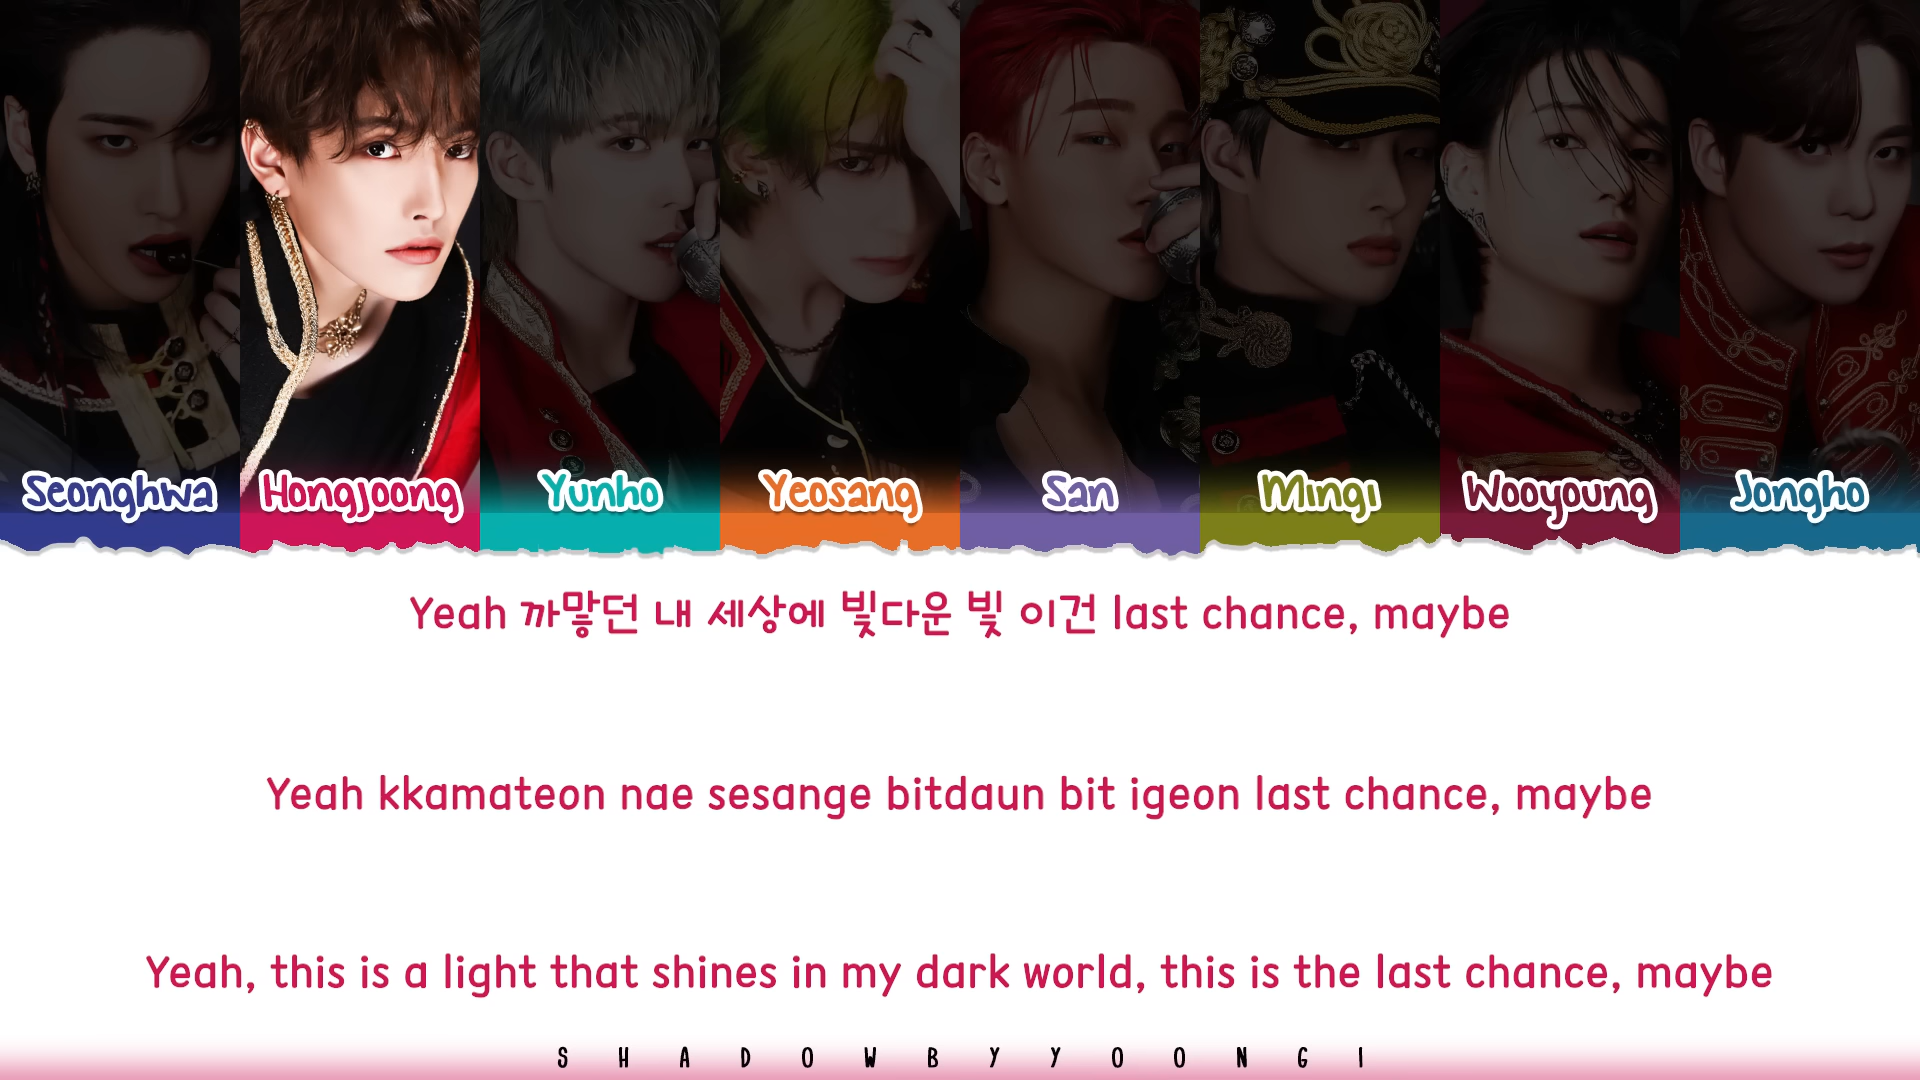 Seonghwa Hongjoong Yunho Yeosang San Mingi Wooyoung Jongho
Yeah 까맣던 내 세상에 빛다운 빛 이건 last chance, maybe
Yeah kkamateon nae sesange bitdaun bit igeon last chance, maybe
Yeah, this is a light that shines in my dark world, this is the last chance, maybe
SHADOWBYYOONGI